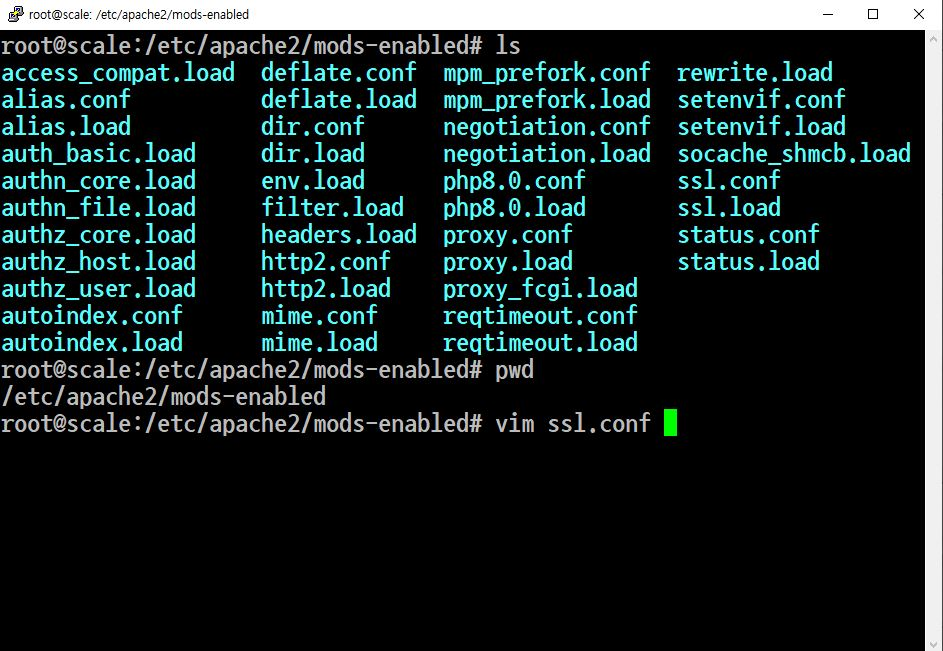 root@scale: /etc/apache2/mods-enabled
root@scale:/etc/apache2/mods-enabled# ls
access_compat.load  deflate.conf  mpm_prefork.conf  rewrite.load
alias.conf          deflate.load  mpm_prefork.load  setenvif.conf
alias.load          dir.conf      negotiation.conf  setenvif.load
auth_basic.load     dir.load      negotiation.load  socache_shmcb.load
authn_core.load     env.load      php8.0.conf       ssl.conf
authn_file.load     filter.load   php8.0.load       ssl.load
authz_core.load     headers.load  proxy.conf        status.conf
authz_host.load     http2.conf    proxy.load        status.load
authz_user.load     http2.load    proxy_fcgi.load
autoindex.conf      mime.conf     reqtimeout.conf
autoindex.load      mime.load     reqtimeout.load
root@scale:/etc/apache2/mods-enabled# pwd
/etc/apache2/mods-enabled
root@scale:/etc/apache2/mods-enabled# vim ssl.conf